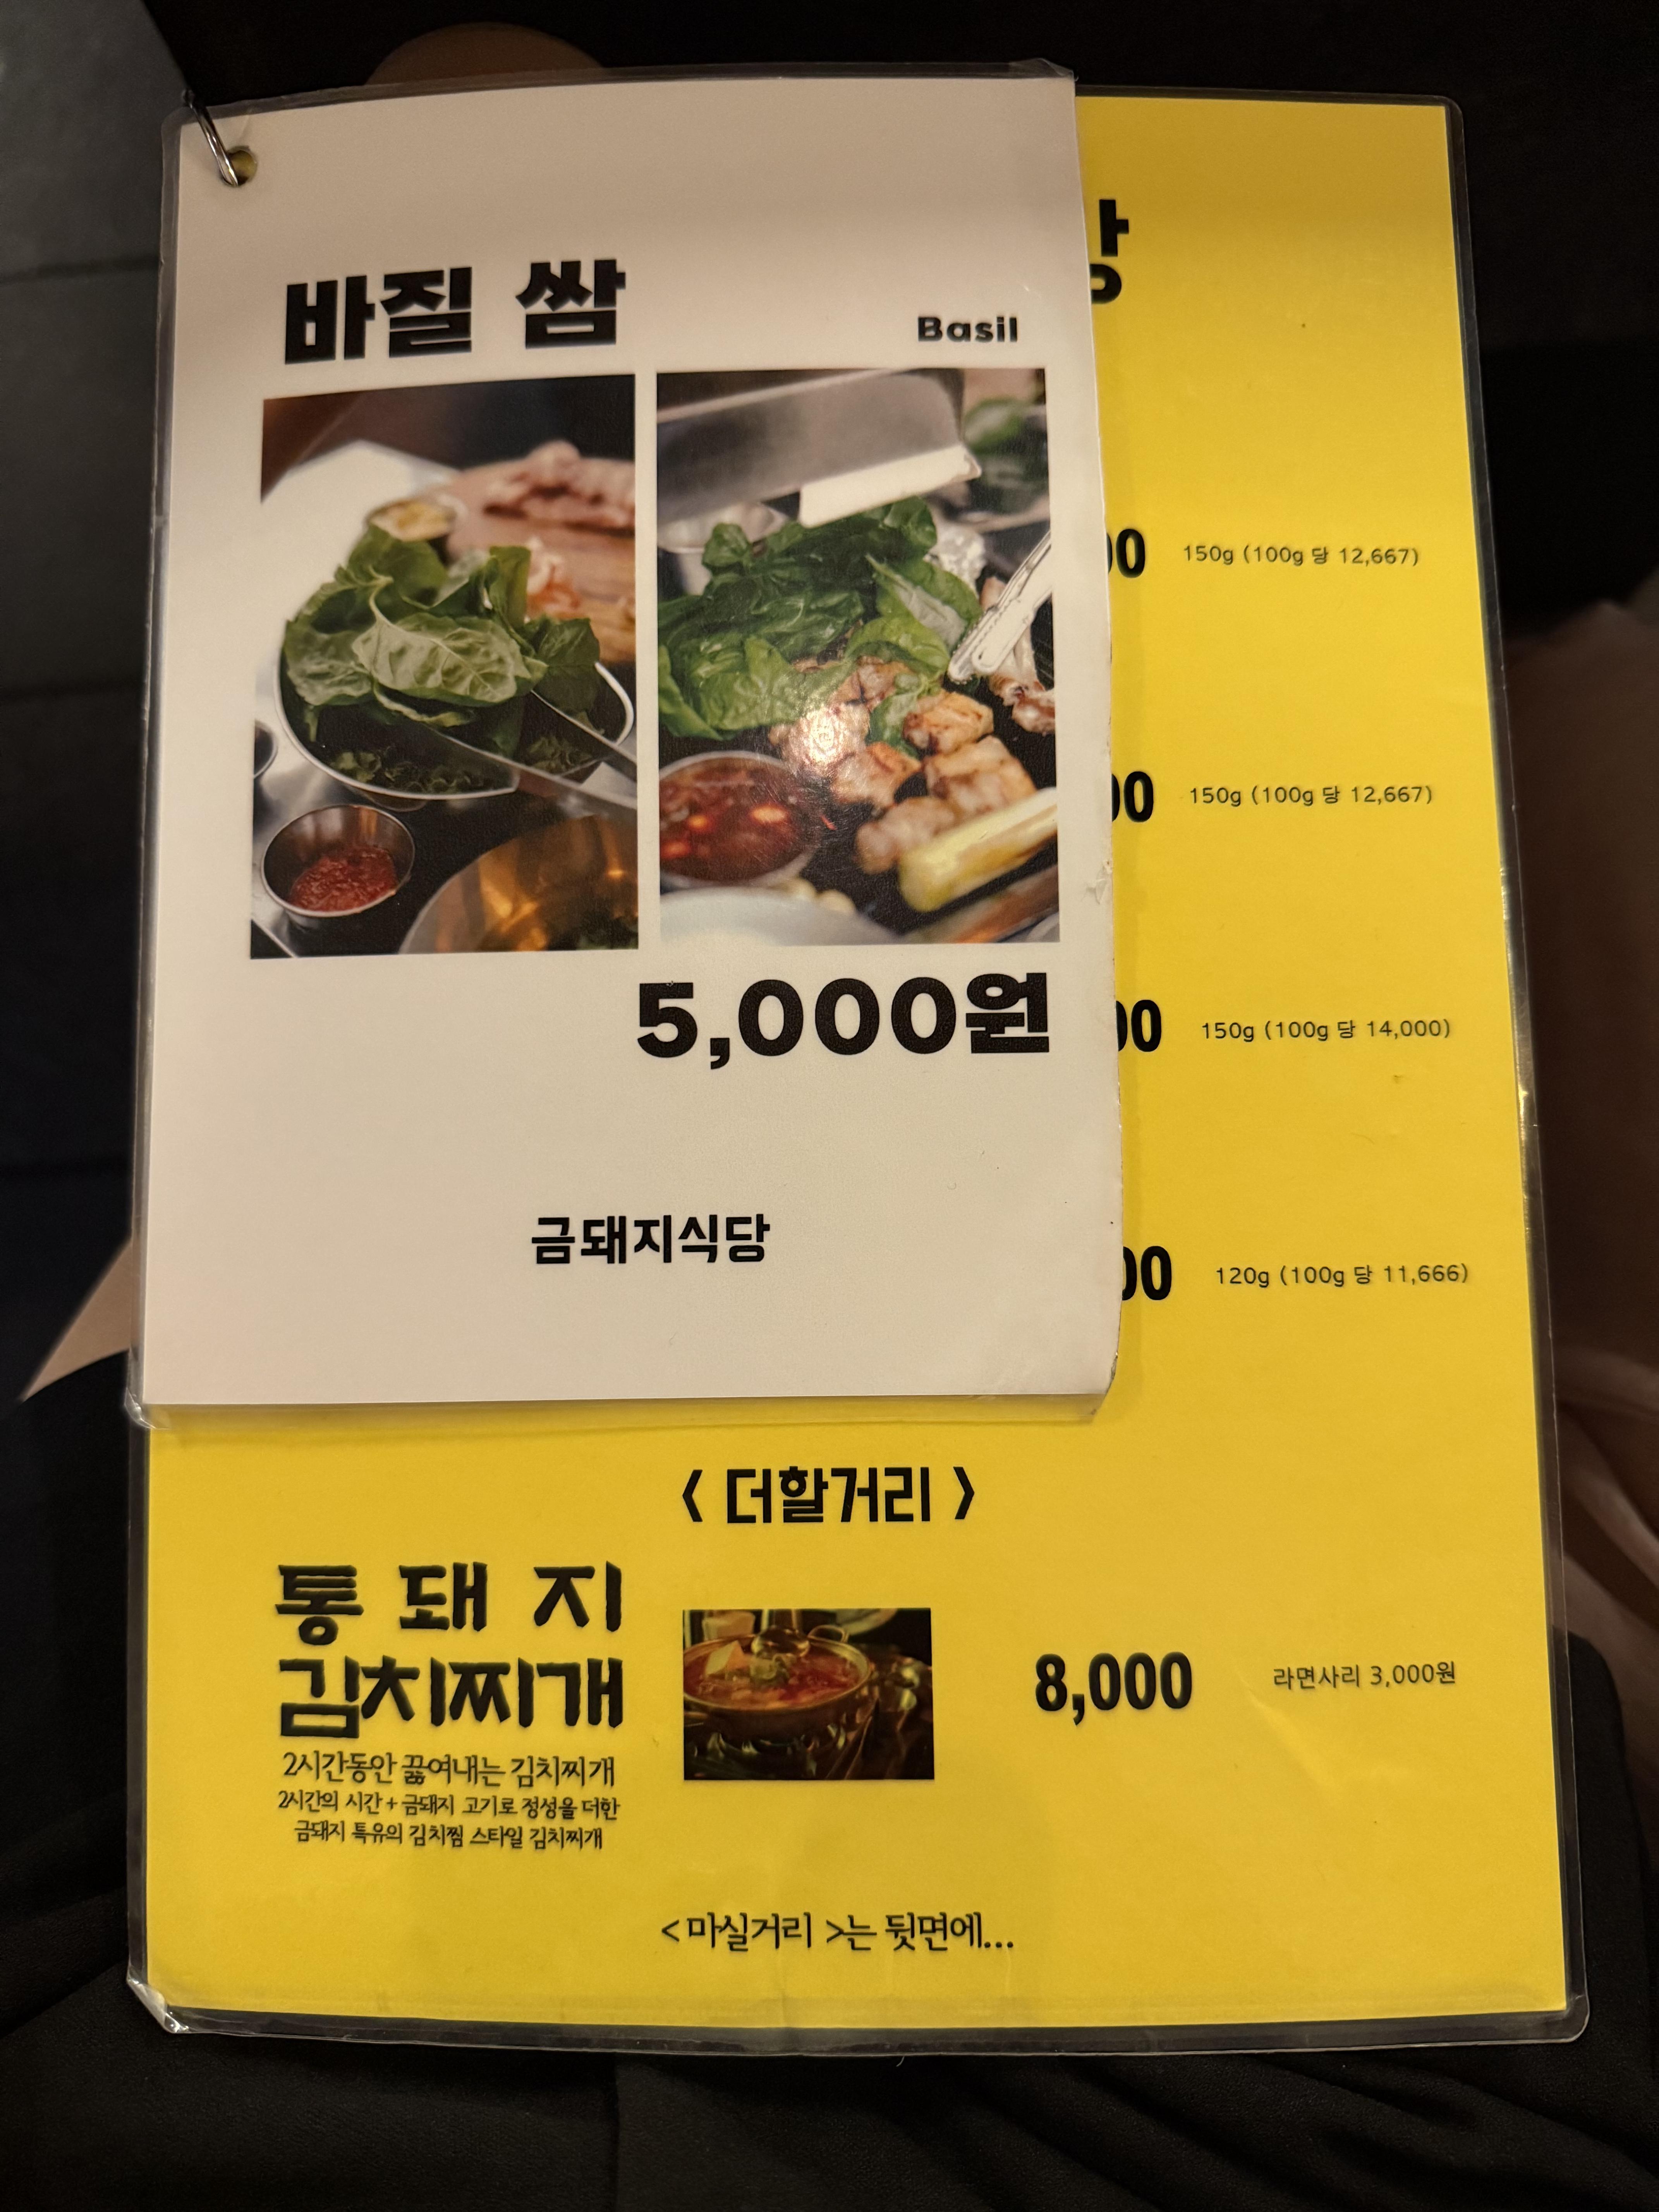 바질 쌈
Basil
5,000원
금돼지식당
150g (100g 당 12,667)
150g (100g 당 12,667)
150g (100g 당 14,000)
120g (100g 당 11,666)
< 더할거리 >
통돼지
김치찌개
8,000
라면사리 3,000원
2시간동안 끓여내는 김치찌개
2시간의 시간 + 금돼지 고기로 정성을 더한
금돼지 특유의 김치찜 스타일 김치찌개
< 마실거리 >는 뒷면에...